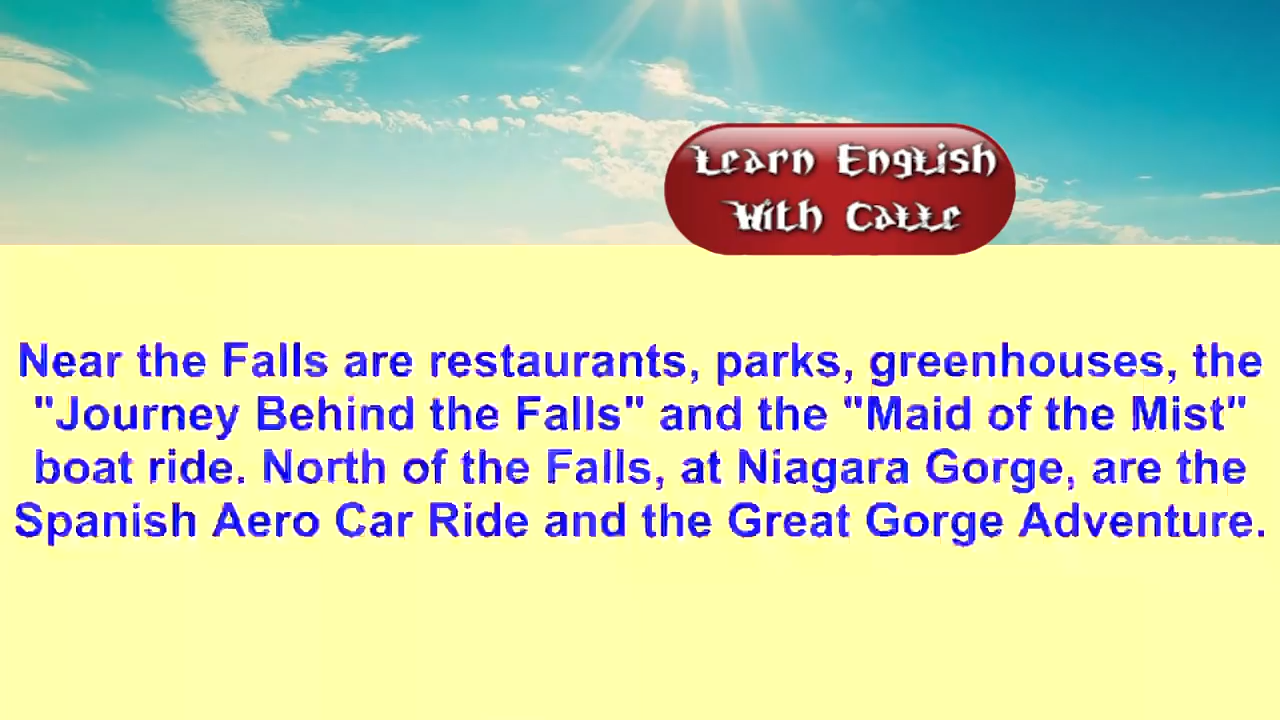 Learn English
With Catte
Near the Falls are restaurants, parks, greenhouses, the
"Journey Behind the Falls" and the "Maid of the Mist"
boat ride. North of the Falls, at Niagara Gorge, are the
Spanish Aero Car Ride and the Great Gorge Adventure.